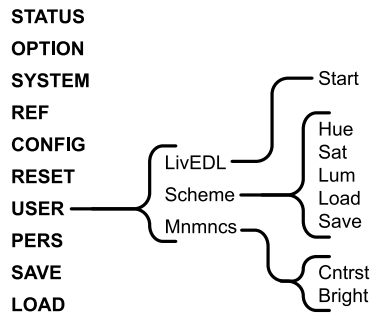 STATUS
OPTION
SYSTEM
REF
CONFIG
RESET
USER
PERS
SAVE
LOAD
LivEDL
Scheme
Mnmncs
Start
Hue
Sat
Lum
Load
Save
Cntrst
Bright